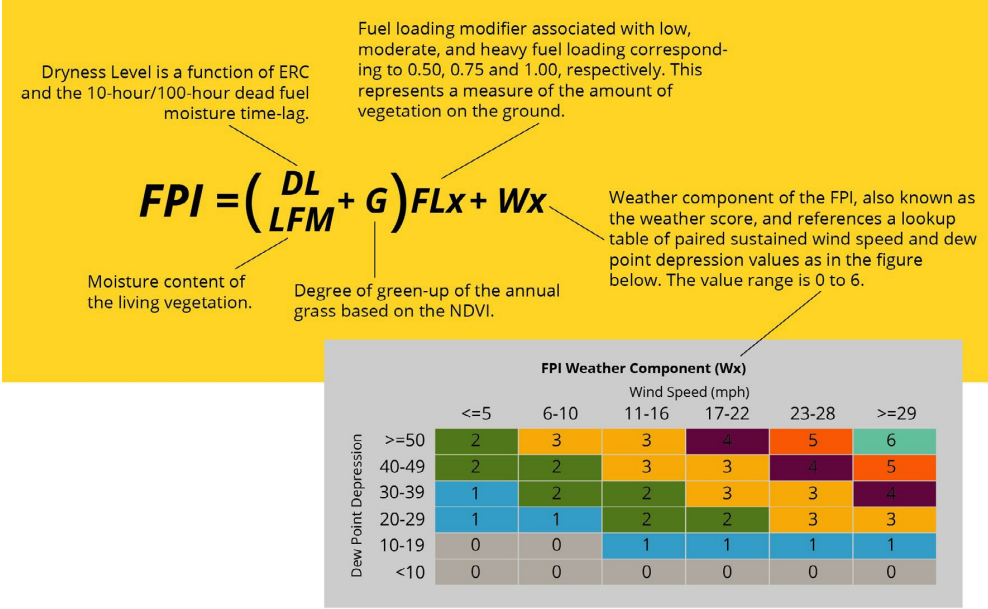 Fuel loading modifier associated with low,
moderate, and heavy fuel loading correspond-
ing to 0.50, 0.75 and 1.00, respectively. This
represents a measure of the amount of
vegetation on the ground.
Dryness Level is a function of ERC
and the 10-hour/100-hour dead fuel
moisture time-lag.
FPI = ( DL
LFM + G ) FLx + Wx
Weather component of the FPI, also known as
the weather score, and references a lookup
table of paired sustained wind speed and dew
point depression values as in the figure
below. The value range is 0 to 6.
Moisture content of
the living vegetation.
Degree of green-up of the annual
grass based on the NDVI.
FPI Weather Component (Wx)
Wind Speed (mph)
<=5 6-10 11-16 17-22 23-28 >=29
Dew Point Depression
>=50 2 3 3 4 5 6
40-49 2 2 3 3 4 5
30-39 1 2 2 3 3 4
20-29 1 1 2 2 3 3
10-19 0 0 1 1 1 1
<10 0 0 0 0 0 0